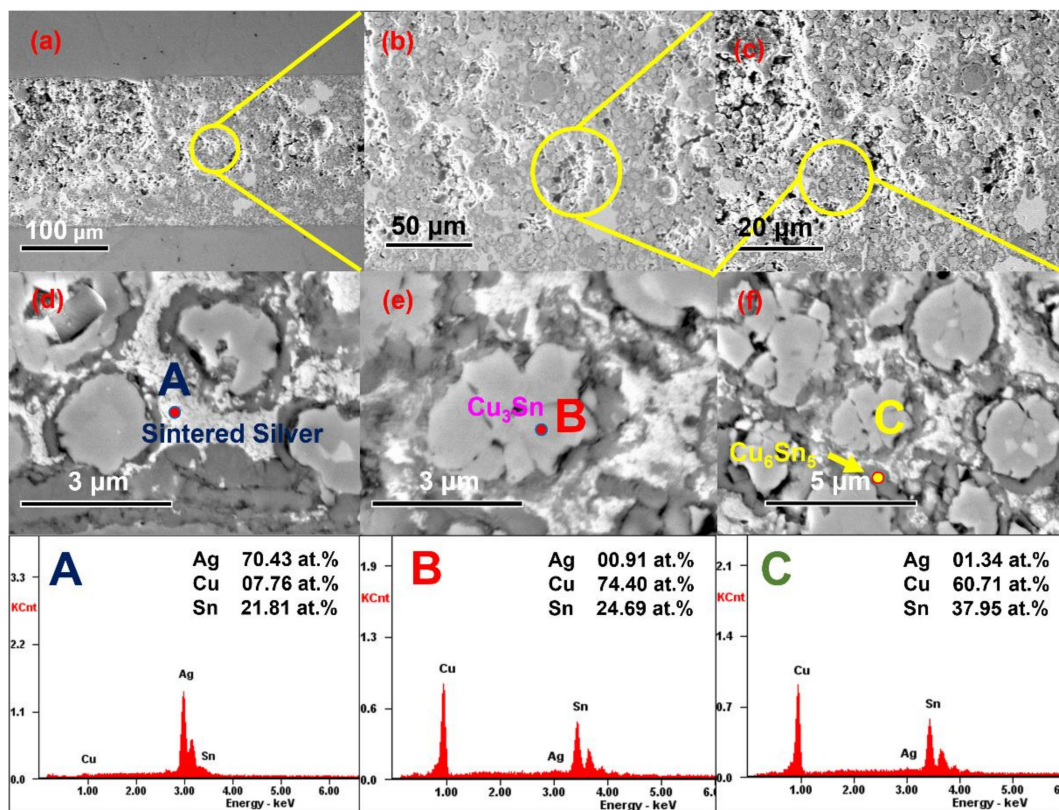 (a)
100 µm
(b)
50 µm
(c)
20 µm
(d)
A
Sintered Silver
3 µm
(e)
Cu₃Sn
B
3 µm
(f)
C
Cu₆Sn₅
5 µm
A
Ag 70.43 at.%
Cu 07.76 at.%
Sn 21.81 at.%
3.3
KCnt
2.2
1.1
0.0
Ag
Cu
Sn
1.00 2.00 3.00 4.00 5.00 6.0
Energy - keV
B
Ag 00.91 at.%
Cu 74.40 at.%
Sn 24.69 at.%
1.9
KCnt
1.3
0.6
0.0
Cu
Sn
Ag
1.00 2.00 3.00 4.00 5.00 6.0
Energy - keV
C
Ag 01.34 at.%
Cu 60.71 at.%
Sn 37.95 at.%
2.1
KCnt
1.4
0.7
0.0
Cu
Sn
Ag
1.00 2.00 3.00 4.00 5.00
Energy - keV